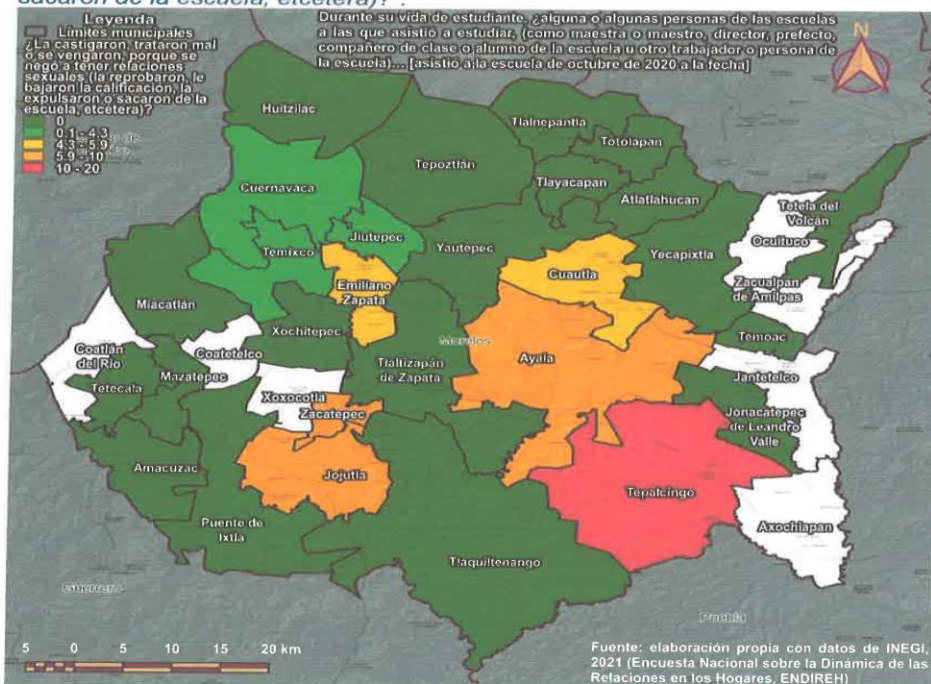 sacaron de la escuela, etcétera)?".
Leyenda
Límites municipales
¿La castigaron, trataron mal
o se vengaron, porque se
negó a tener relaciones
sexuales (la reprobaron, le
bajaron la calificación, la
expulsaron o sacaron de la
escuela, etcétera)?
0
0.1 - 4.3
4.3 - 5.9
5.9 - 10
10 - 20
Durante su vida de estudiante, ¿alguna o algunas personas de las escuelas
a las que asistió a estudiar, (como maestra o maestro, director, prefecto,
compañero de clase o alumno de la escuela u otro trabajador o persona de
la escuela)... [asistió a la escuela de octubre de 2020 a la fecha]
N
Huitzilac
Tlalnepantla
Totolapan
Tepoztlán
Tlayacapan
Cuernavaca
Atlatlahucan
Tetela del
Volcán
Ocuituco
Jiutepec
Temixco
Yautepec
Yecapixtla
Cuautla
Emiliano
Zapata
Zacualpan
de Amilpas
Miacatlán
Xochitepec
Morelos
Temoac
Coatlán
del Río
Coatetelco
Ayala
Tlaltizapán
de Zapata
Jantetelco
Mazatepec
Tetecala
Xoxocotla
Zacatepec
Jonacatepec
de Leandro
Valle
Amacuzac
Jojutla
Tepalcingo
Puente de
Ixtla
Axochiapan
Tlaquiltenango
Guerrero
Puebla
5 0 5 10 15 20 km
Fuente: elaboración propia con datos de INEGI,
2021 (Encuesta Nacional sobre la Dinámica de las
Relaciones en los Hogares, ENDIREH)